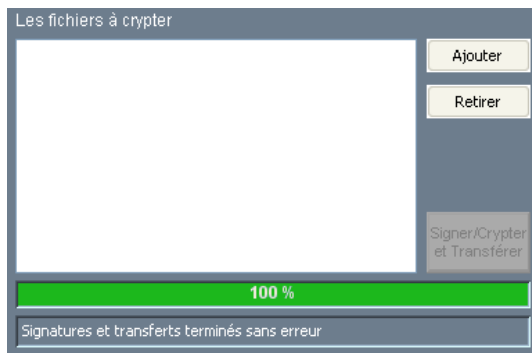 Les fichiers à crypter
Ajouter
Retirer
Signer/Crypter
et Transférer
100 %
Signatures et transferts terminés sans erreur